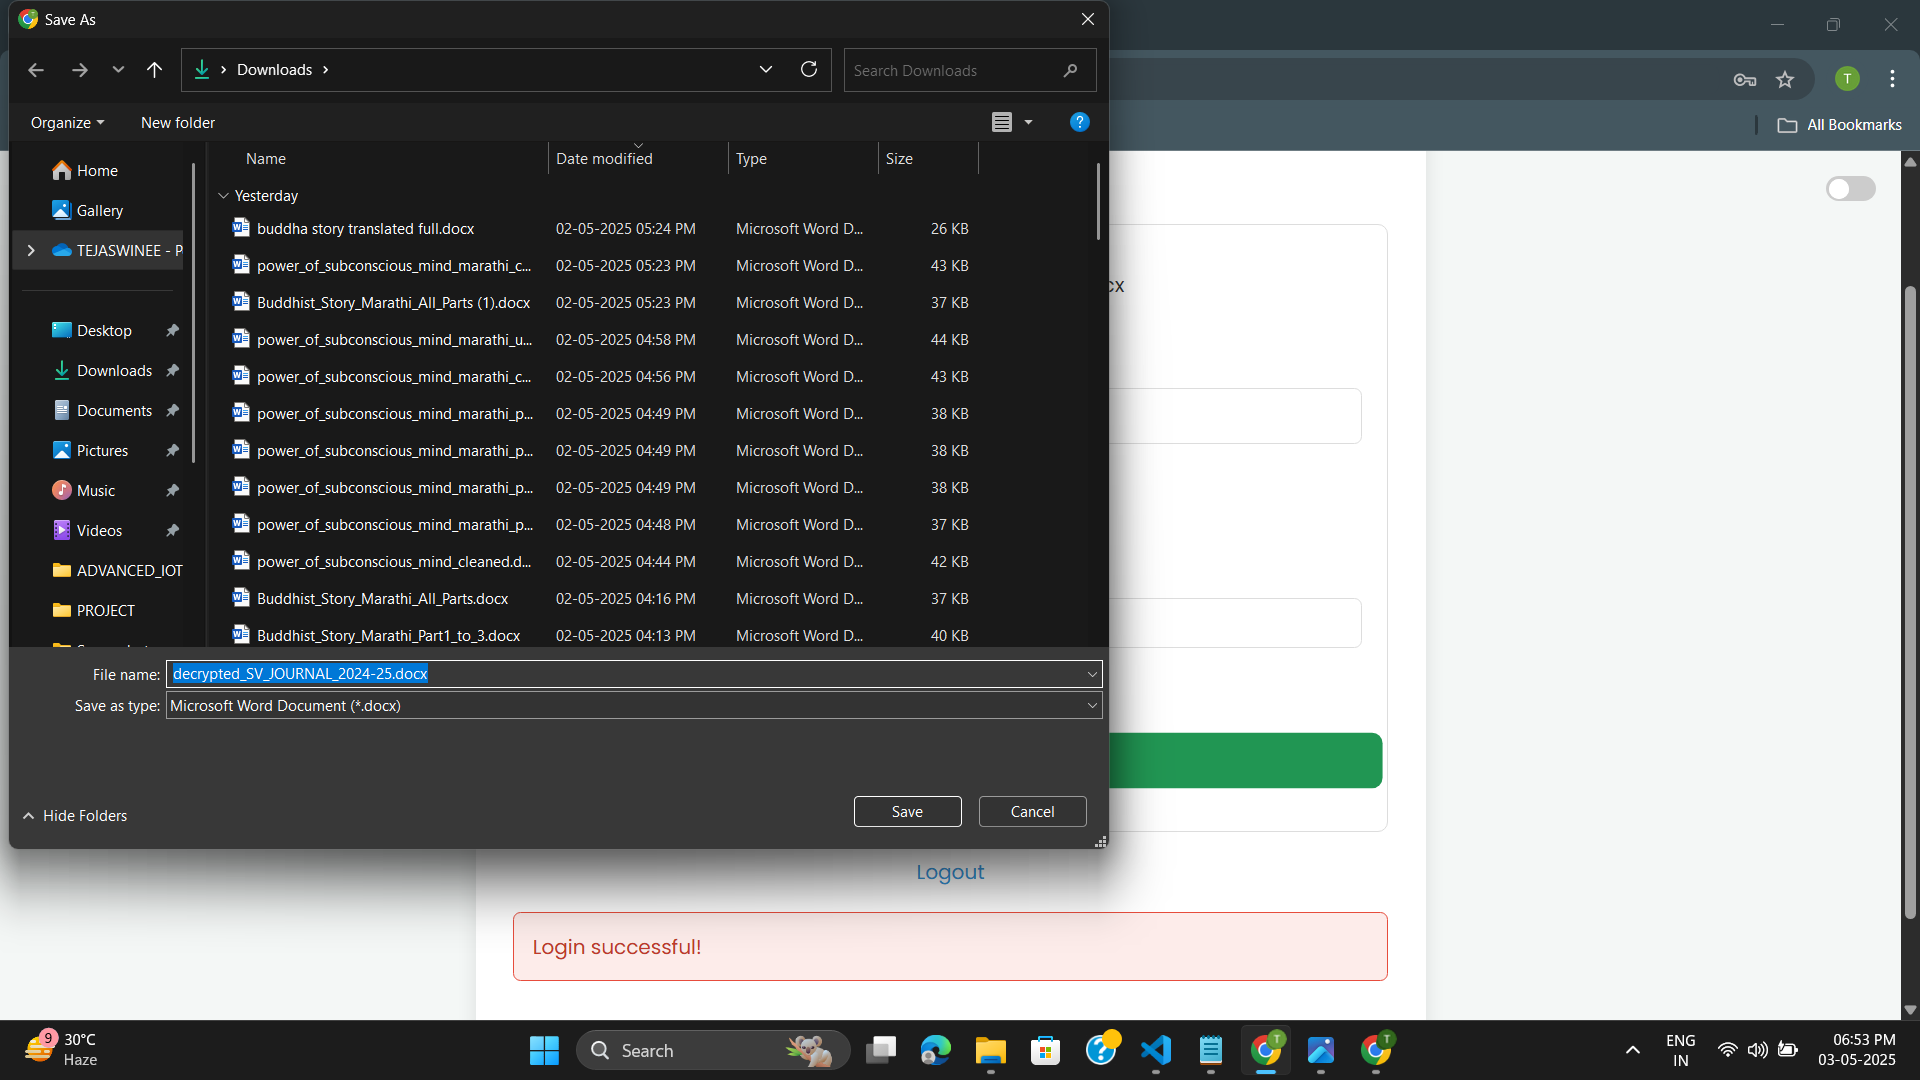 Save As
Downloads
Search Downloads
Organize
New folder
?
T
All Bookmarks
Home
Gallery
TEJASWINEE - P
Desktop
Downloads
Documents
Pictures
Music
Videos
ADVANCED_IOT
PROJECT
Name Date modified Type Size
Yesterday
buddha story translated full.docx 02-05-2025 05:24 PM Microsoft Word D... 26 KB
power_of_subconscious_mind_marathi_c... 02-05-2025 05:23 PM Microsoft Word D... 43 KB
Buddhist_Story_Marathi_All_Parts (1).docx 02-05-2025 05:23 PM Microsoft Word D... 37 KB
power_of_subconscious_mind_marathi_u... 02-05-2025 04:58 PM Microsoft Word D... 44 KB
power_of_subconscious_mind_marathi_c... 02-05-2025 04:56 PM Microsoft Word D... 43 KB
power_of_subconscious_mind_marathi_p... 02-05-2025 04:49 PM Microsoft Word D... 38 KB
power_of_subconscious_mind_marathi_p... 02-05-2025 04:49 PM Microsoft Word D... 38 KB
power_of_subconscious_mind_marathi_p... 02-05-2025 04:49 PM Microsoft Word D... 38 KB
power_of_subconscious_mind_marathi_p... 02-05-2025 04:48 PM Microsoft Word D... 37 KB
power_of_subconscious_mind_cleaned.d... 02-05-2025 04:44 PM Microsoft Word D... 42 KB
Buddhist_Story_Marathi_All_Parts.docx 02-05-2025 04:16 PM Microsoft Word D... 37 KB
Buddhist_Story_Marathi_Part1_to_3.docx 02-05-2025 04:13 PM Microsoft Word D... 40 KB
File name: decrypted_SV_JOURNAL_2024-25.docx
Save as type: Microsoft Word Document (*.docx)
Hide Folders
Save
Cancel
cx
Logout
Login successful!
9
30°C
Haze
Search
ENG
IN
06:53 PM
03-05-2025